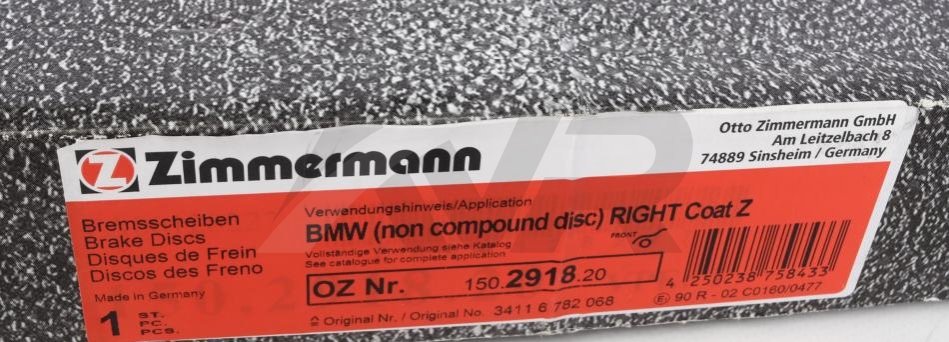 Z Zimmermann
Otto Zimmermann GmbH
Am Leitzelbach 8
74889 Sinsheim / Germany
Bremsscheiben
Brake Discs
Disques de Frein
Discos des Freno
Made in Germany
1 ST.
PC.
PCS.
Verwendungshinweis/Application
BMW (non compound disc) RIGHT Coat Z
FRONT
Vollständige Verwendung siehe Katalog
See catalogue for complete application
OZ Nr. 150.2918.20
≙ Original Nr. / Original No. 3411 6 782 068
4 250238 758433
E 90 R - 02 C0160/0477